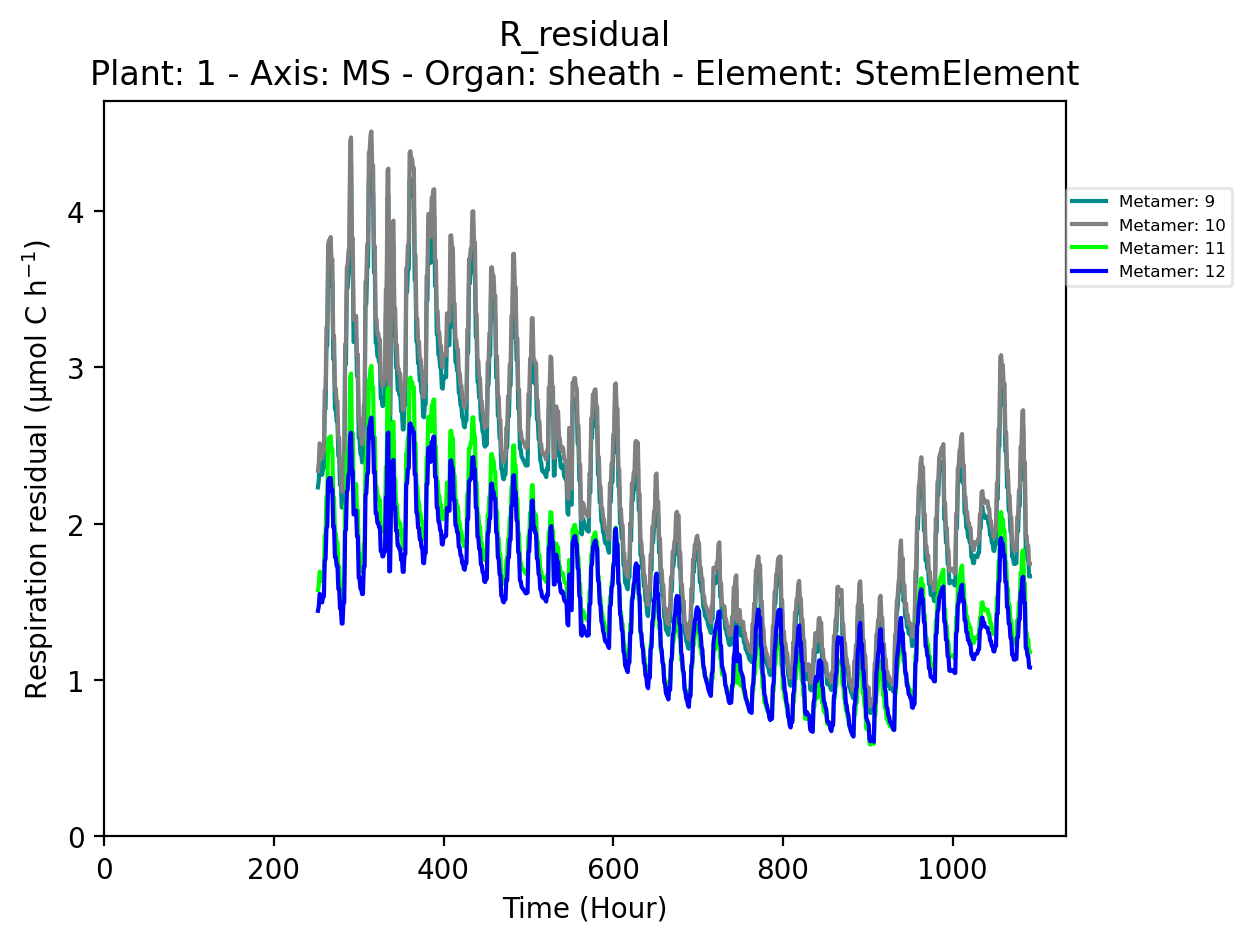 R_residual
Plant: 1 - Axis: MS - Organ: sheath - Element: StemElement
Respiration residual (µmol C h⁻¹)
4
3
2
1
0
0 200 400 600 800 1000
Time (Hour)
Metamer: 9
Metamer: 10
Metamer: 11
Metamer: 12